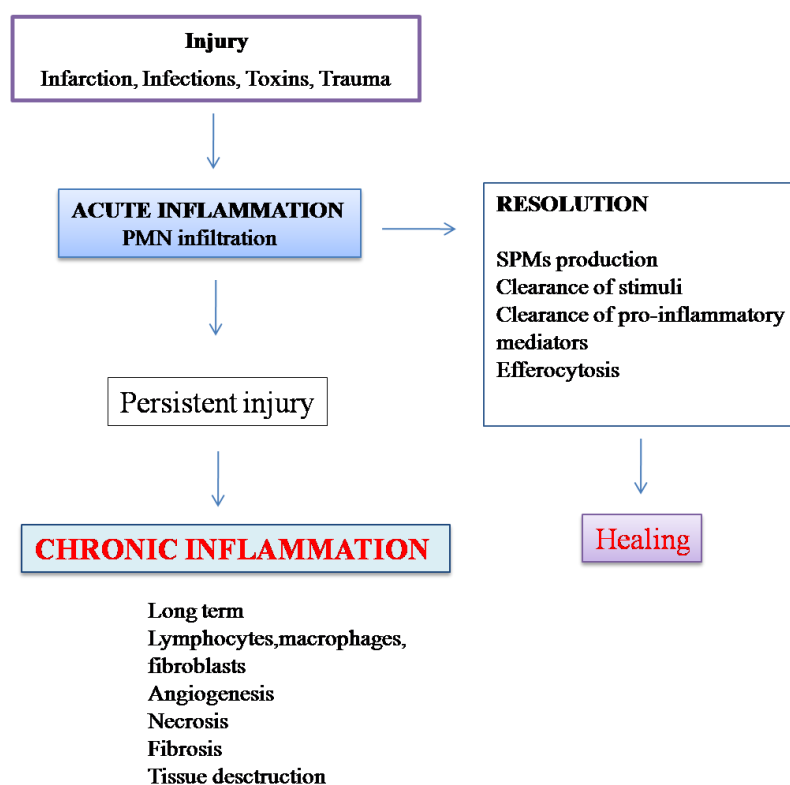 Injury
Infarction, Infections, Toxins, Trauma
ACUTE INFLAMMATION
PMN infiltration
RESOLUTION
SPMs production
Clearance of stimuli
Clearance of pro-inflammatory
mediators
Efferocytosis
Persistent injury
CHRONIC INFLAMMATION
Healing
Long term
Lymphocytes,macrophages,
fibroblasts
Angiogenesis
Necrosis
Fibrosis
Tissue desctruction